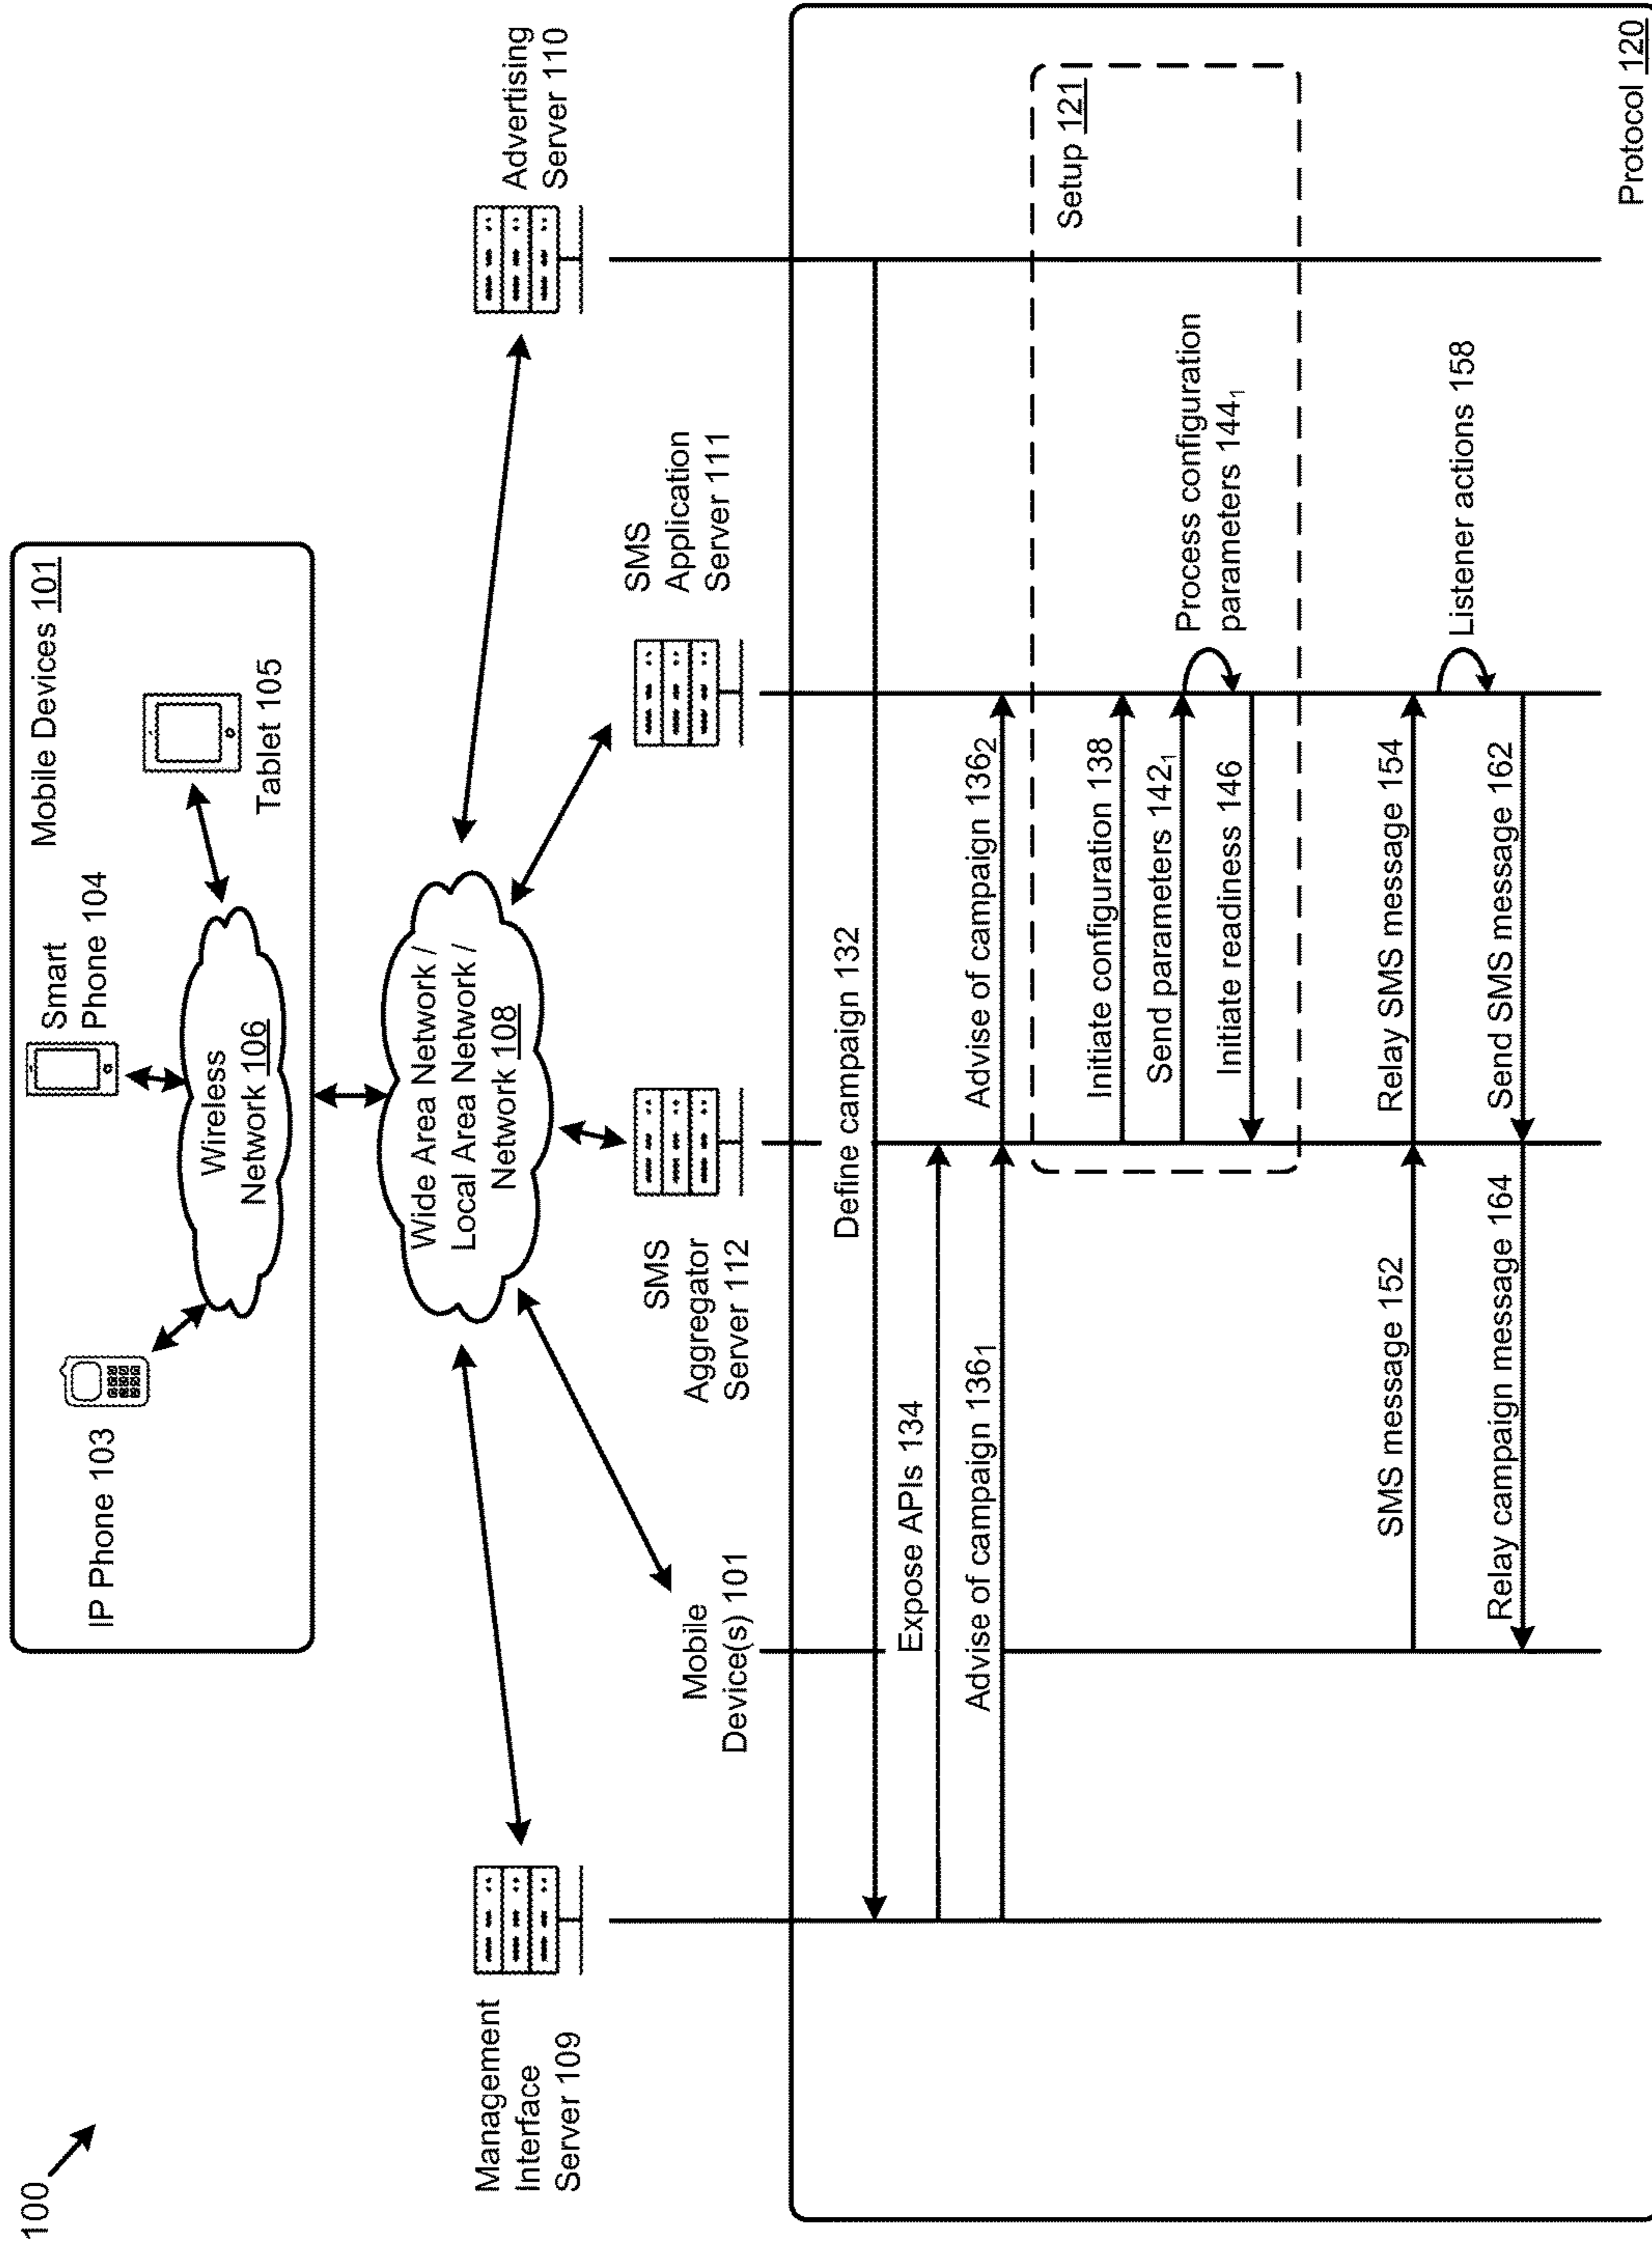 100
Mobile Devices 101
IP Phone 103
Smart
Phone 104
Tablet 105
Wireless
Network 106
Wide Area Network /
Local Area Network /
Network 108
Management
Interface
Server 109
Mobile
Device(s) 101
SMS
Aggregator
Server 112
SMS
Application
Server 111
Advertising
Server 110
Define campaign 132
Expose APIs 134
Advise of campaign 136₁
Advise of campaign 136₂
Setup 121
Initiate configuration 138
Send parameters 142₁
Process configuration
parameters 144₁
Initiate readiness 146
SMS message 152
Relay SMS message 154
Listener actions 158
Send SMS message 162
Relay campaign message 164
Protocol 120